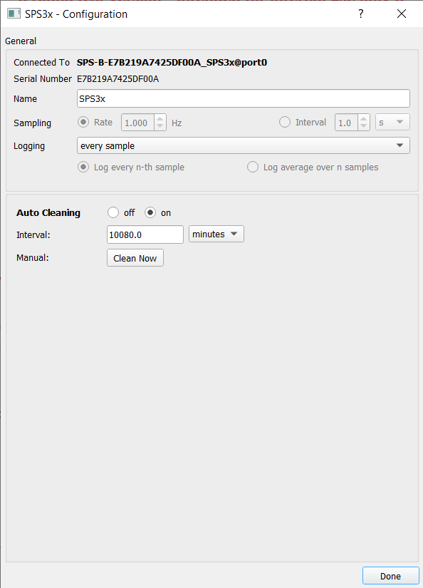 SPS3x - Configuration
General
Connected To SPS-B-E7B219A7425DF00A_SPS3x@port0
Serial Number E7B219A7425DF00A
Name SPS3x
Sampling Rate 1.000 Hz Interval 1.0 s
Logging every sample
Log every n-th sample Log average over n samples
Auto Cleaning off on
Interval: 10080.0 minutes
Manual: Clean Now
Done